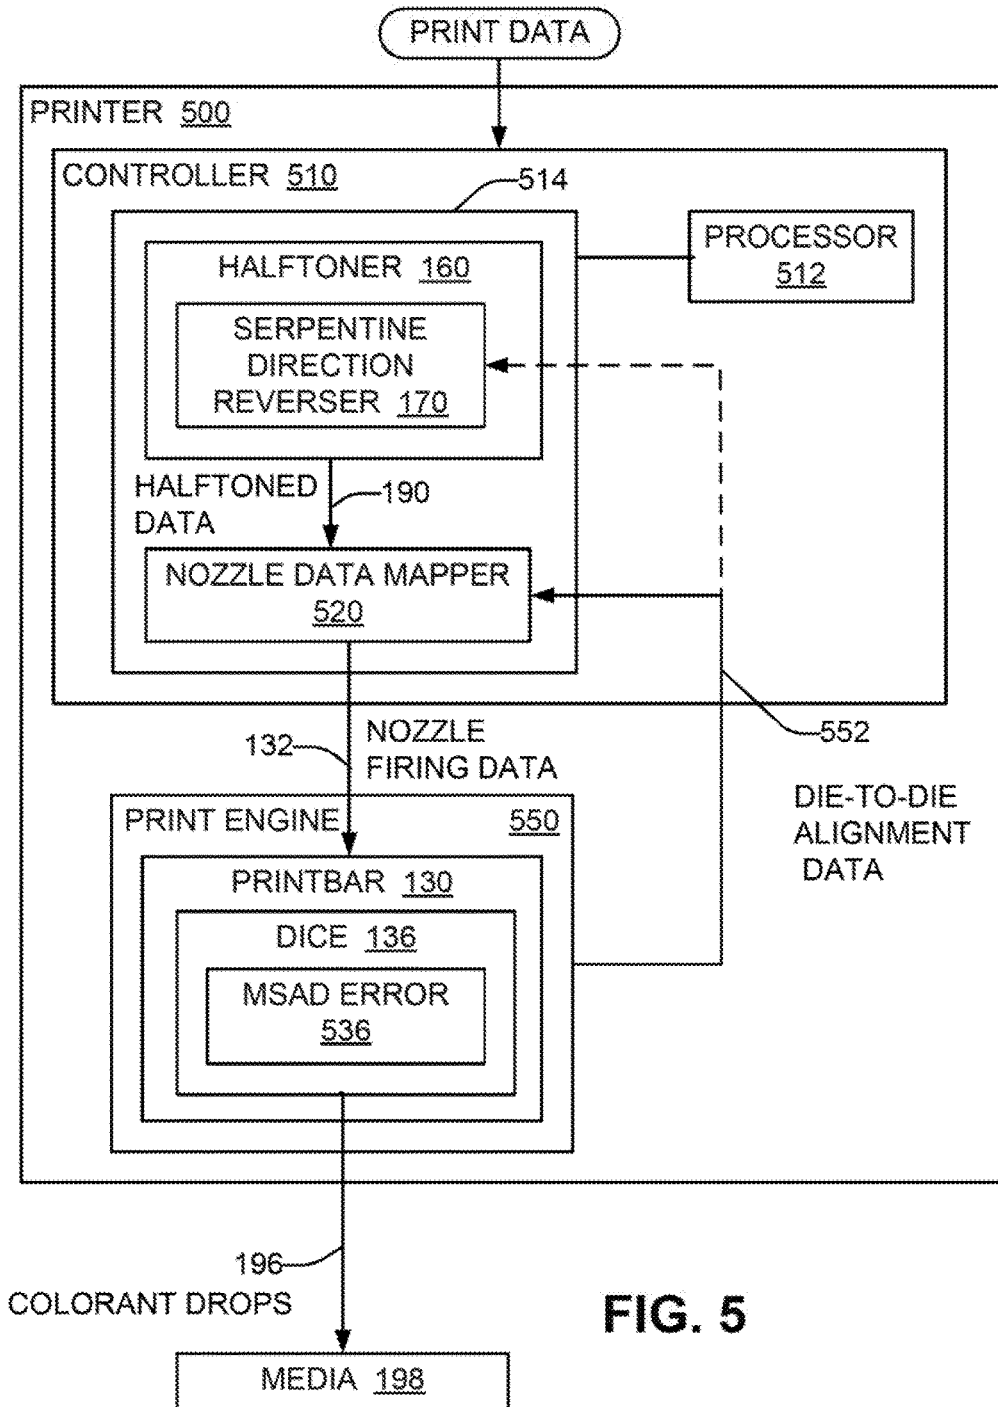 PRINT DATA
PRINTER 500
CONTROLLER 510
514
HALFTONER 160
PROCESSOR
512
SERPENTINE
DIRECTION
REVERSER 170
HALFTONED
DATA
190
NOZZLE DATA MAPPER
520
132
NOZZLE
FIRING DATA
552
DIE-TO-DIE
ALIGNMENT
DATA
PRINT ENGINE 550
PRINTBAR 130
DICE 136
MSAD ERROR
536
196
COLORANT DROPS
FIG. 5
MEDIA 198